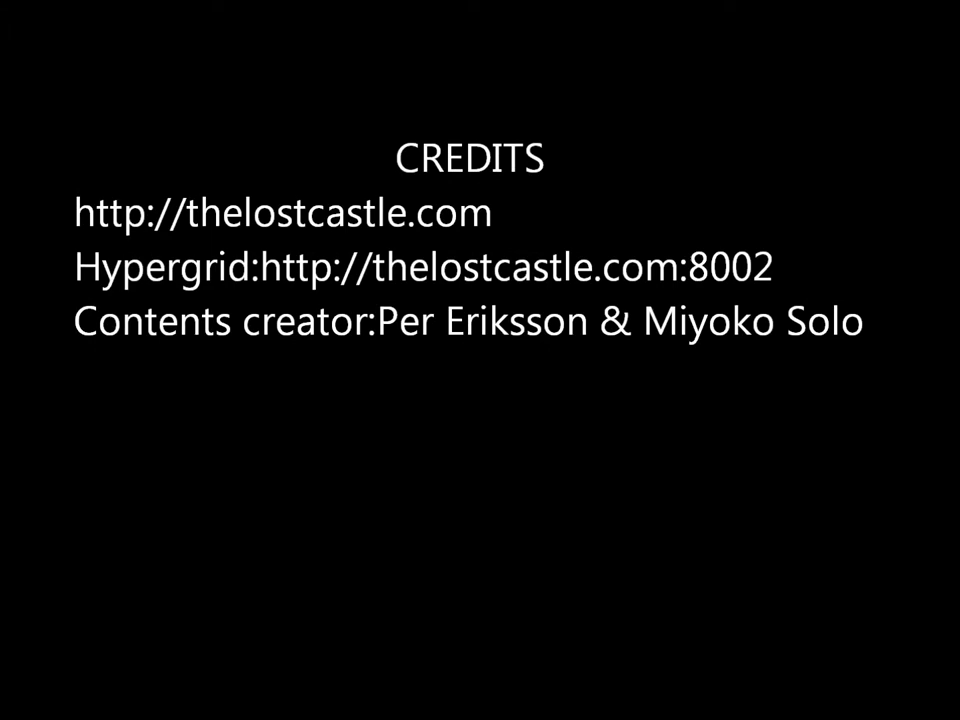 CREDITS
http://thelostcastle.com
Hypergrid:http://thelostcastle.com:8002
Contents creator:Per Eriksson & Miyoko Solo